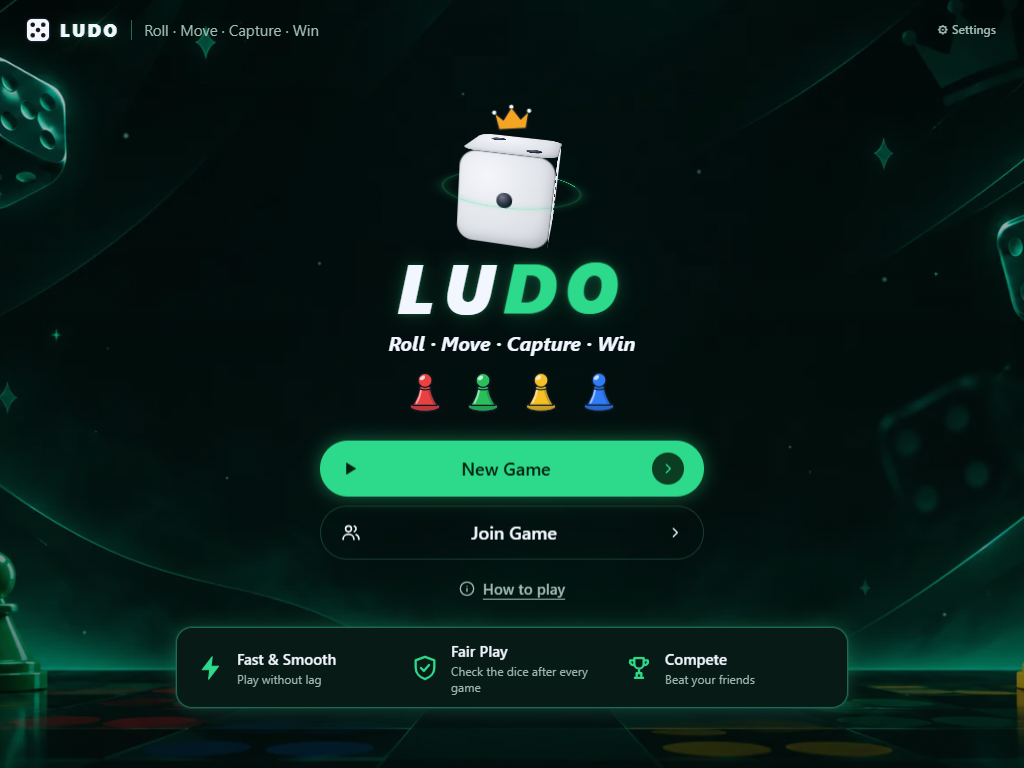 LUDO
Roll · Move · Capture · Win
Settings
LUDO
Roll · Move · Capture · Win
New Game
Join Game
How to play
Fast & Smooth
Play without lag
Fair Play
Check the dice after every
game
Compete
Beat your friends